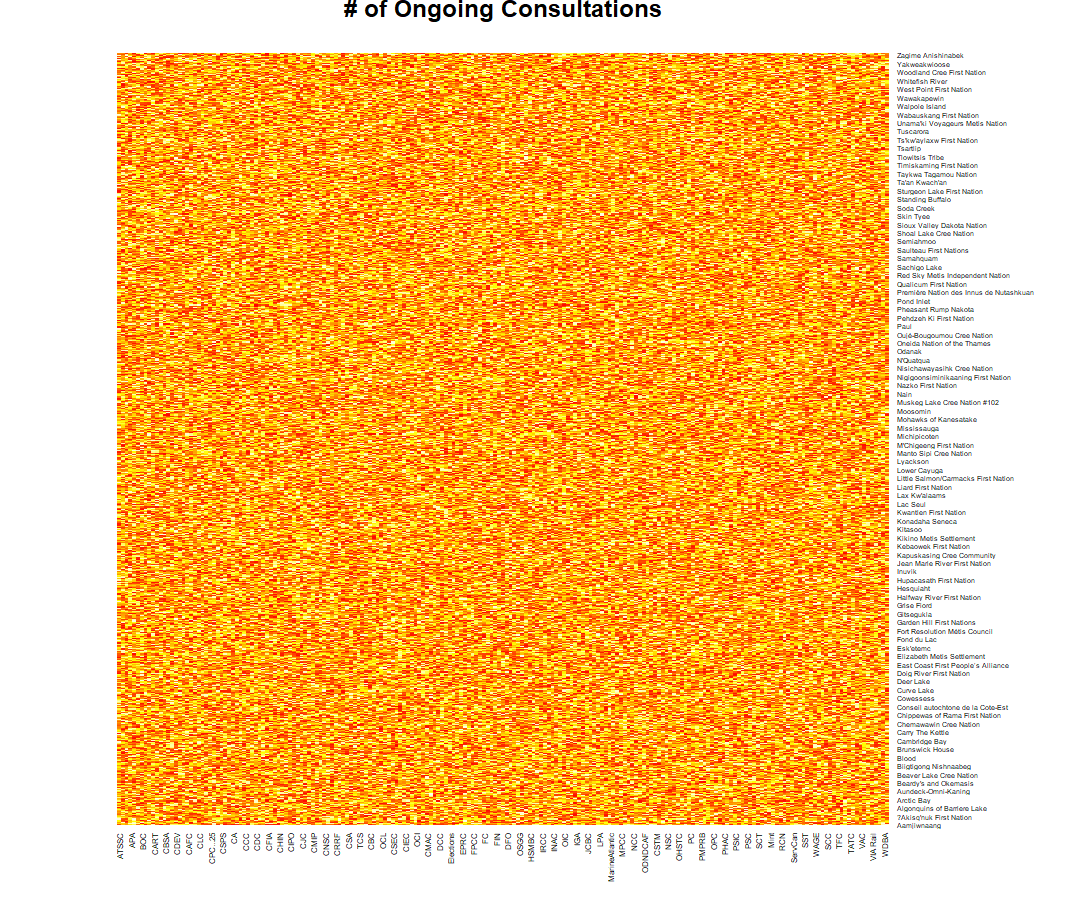 # of Ongoing Consultations
Zagime Anishinabek
Yakweakwioose
Woodland Cree First Nation
Whitefish River
West Point First Nation
Wawakapewin
Walpole Island
Wabauskang First Nation
Unama'ki Voyageurs Metis Nation
Tuscarora
Ts'kw'aylaxw First Nation
Tsartlip
Tlowitsis Tribe
Timiskaming First Nation
Taykwa Tagamou Nation
Ta'an Kwach'an
Sturgeon Lake First Nation
Standing Buffalo
Soda Creek
Skin Tyee
Sioux Valley Dakota Nation
Shoal Lake Cree Nation
Semiahmoo
Saulteau First Nations
Samahquam
Sachigo Lake
Red Sky Metis Independent Nation
Qualicum First Nation
Première Nation des Innus de Nutashkuan
Pond Inlet
Pheasant Rump Nakota
Pehdzeh Ki First Nation
Paul
Oujé-Bougoumou Cree Nation
Oneida Nation of the Thames
Odanak
N'Quatqua
Nisichawayasihk Cree Nation
Nigigoonsiminikaaning First Nation
Nazko First Nation
Nain
Muskeg Lake Cree Nation #102
Moosomin
Mohawks of Kanesatake
Mississauga
Michipicoten
M'Chigeeng First Nation
Manto Sipi Cree Nation
Lyackson
Lower Cayuga
Little Salmon/Carmacks First Nation
Liard First Nation
Lax Kw'alaams
Lac Seul
Kwantlen First Nation
Konadaha Seneca
Kitasoo
Kikino Metis Settlement
Kebaowek First Nation
Kapuskasing Cree Community
Jean Marie River First Nation
Inuvik
Hupacasath First Nation
Hesquiaht
Halfway River First Nation
Grise Fiord
Gitsegukla
Garden Hill First Nations
Fort Resolution Métis Council
Fond du Lac
Esk'etemc
Elizabeth Metis Settlement
East Coast First People's Alliance
Doig River First Nation
Deer Lake
Curve Lake
Cowessess
Conseil autochtone de la Cote-Est
Chippewas of Rama First Nation
Chemawawin Cree Nation
Carry The Kettle
Cambridge Bay
Brunswick House
Blood
Biigtigong Nishnaabeg
Beaver Lake Cree Nation
Beardy's and Okemasis
Aundeck-Omni-Kaning
Arctic Bay
Algonquins of Barriere Lake
?Akisq'nuk First Nation
Aamjiwnaang
ATSSC
APA
BOC
CART
CBSA
CDEV
CAFC
CLC
CPC_.25
CSPS
CA
CCC
CDC
CFIA
CHIN
CIPO
CJC
CMIP
CNSC
CIRRF
CSA
TCS
CBC
OCL
CSEC
CIEC
OCI
CMAC
DCC
Elections
EPRC
FPCC
FC
FIN
DFO
OSGG
HSMBC
IRCC
INAC
OIC
IGA
JCBC
LPA
MarineAtlantic
MPCC
NCC
ODNDCAF
CSTM
NSC
OHSTC
PC
PMPRB
OPC
PHAC
PSIC
PSC
SCT
Mint
RCN
ServCan
SST
WAGE
SCC
TFC
TATC
VAC
VIA Rail
WDBA